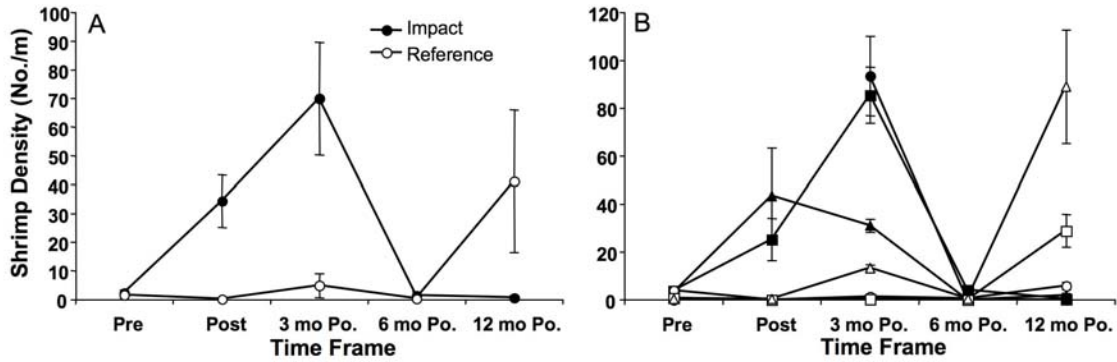 A
Impact
Reference
Shrimp Density (No./m)
100
90
80
70
60
50
40
30
20
10
0
Pre Post 3 mo Po. 6 mo Po. 12 mo Po.
Time Frame
B
120
100
80
60
40
20
0
Pre Post 3 mo Po. 6 mo Po. 12 mo Po.
Time Frame